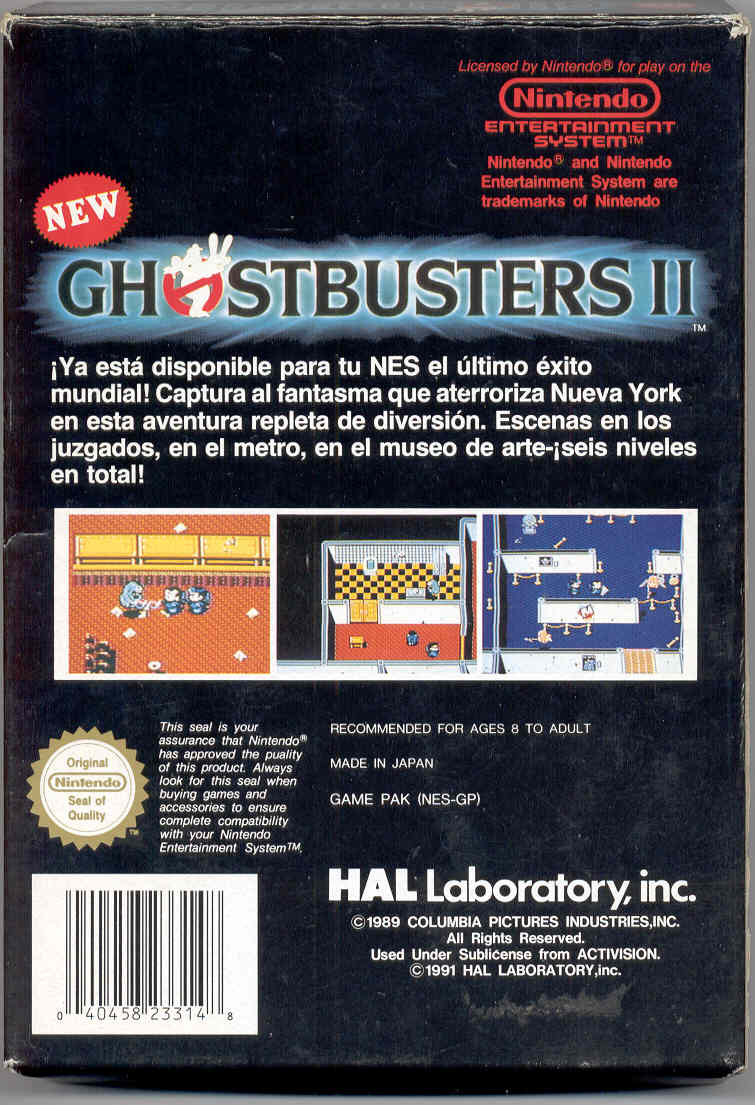 Licensed by Nintendo® for play on the
Nintendo
ENTERTAINMENT
SYSTEM™
Nintendo® and Nintendo
Entertainment System are
trademarks of Nintendo
NEW
GHOSTBUSTERS II
TM
¡Ya está disponible para tu NES el último éxito
mundial! Captura al fantasma que aterroriza Nueva York
en esta aventura repleta de diversión. Escenas en los
juzgados, en el metro, en el museo de arte-¡seis niveles
en total!
Original
Nintendo
Seal of
Quality
TM
This seal is your
assurance that Nintendo®
has approved the puality
of this product. Always
look for this seal when
buying games and
accessories to ensure
complete compatibility
with your Nintendo
Entertainment System™.
RECOMMENDED FOR AGES 8 TO ADULT
MADE IN JAPAN
GAME PAK (NES-GP)
HAL Laboratory, inc.
©1989 COLUMBIA PICTURES INDUSTRIES,INC.
All Rights Reserved.
Used Under Sublicense from ACTIVISION.
©1991 HAL LABORATORY,inc.
0 40458 23314 8